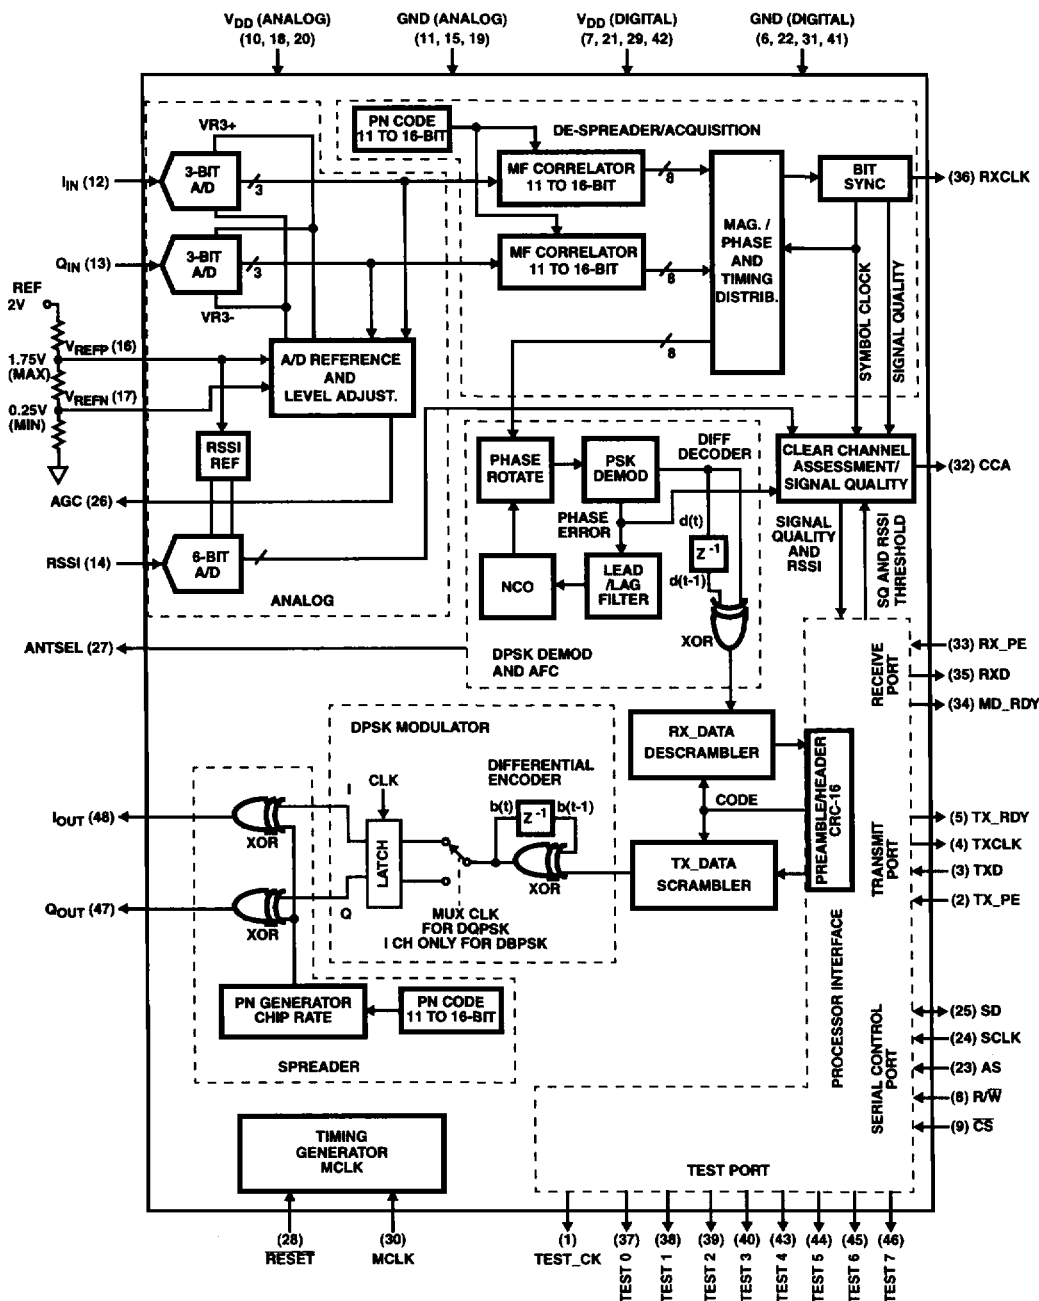 VDD (ANALOG)
(10, 18, 20)
GND (ANALOG)
(11, 15, 19)
VDD (DIGITAL)
(7, 21, 29, 42)
GND (DIGITAL)
(6, 22, 31, 41)
PN CODE
11 TO 16-BIT
DE-SPREADER/ACQUISITION
VR3+
3-BIT
A/D
3
IIN (12)
MF CORRELATOR
11 TO 16-BIT
8
MAG. /
PHASE
AND
TIMING
DISTRIB.
BIT
SYNC
(36) RXCLK
QIN (13)
3-BIT
A/D
3
VR3-
MF CORRELATOR
11 TO 16-BIT
8
8
SYMBOL CLOCK
SIGNAL QUALITY
REF
2V
VREFP (16)
1.75V
(MAX)
VREFN (17)
0.25V
(MIN)
A/D REFERENCE
AND
LEVEL ADJUST.
RSSI
REF
AGC (26)
RSSI (14)
6-BIT
A/D
ANALOG
PHASE
ROTATE
PSK
DEMOD
DIFF
DECODER
PHASE
ERROR
d(t)
Z -1
d(t-1)
NCO
LEAD
/LAG
FILTER
XOR
DPSK DEMOD
AND AFC
CLEAR CHANNEL
ASSESSMENT/
SIGNAL QUALITY
(32) CCA
SIGNAL
QUALITY
AND
RSSI
SQ AND RSSI
THRESHOLD
ANTSEL (27)
RECEIVE
PORT
(33) RX_PE
(35) RXD
(34) MD_RDY
RX_DATA
DESCRAMBLER
CODE
TX_DATA
SCRAMBLER
PREAMBLE/HEADER
CRC-16
TRANSMIT
PORT
(5) TX_RDY
(4) TXCLK
(3) TXD
(2) TX_PE
DPSK MODULATOR
DIFFERENTIAL
ENCODER
b(t)
Z -1
b(t-1)
XOR
CLK
I
LATCH
Q
MUX CLK
FOR DQPSK
I CH ONLY FOR DBPSK
IOUT (48)
XOR
QOUT (47)
XOR
PN GENERATOR
CHIP RATE
PN CODE
11 TO 16-BIT
SPREADER
PROCESSOR INTERFACE
SERIAL CONTROL
PORT
(25) SD
(24) SCLK
(23) AS
(8) R/W̅
(9) C̅S̅
TIMING
GENERATOR
MCLK
TEST PORT
(28)
R̅E̅S̅E̅T̅
(30)
MCLK
(1)
TEST_CK
(37)
TEST 0
(38)
TEST 1
(39)
TEST 2
(40)
TEST 3
(43)
TEST 4
(44)
TEST 5
(45)
TEST 6
(46)
TEST 7